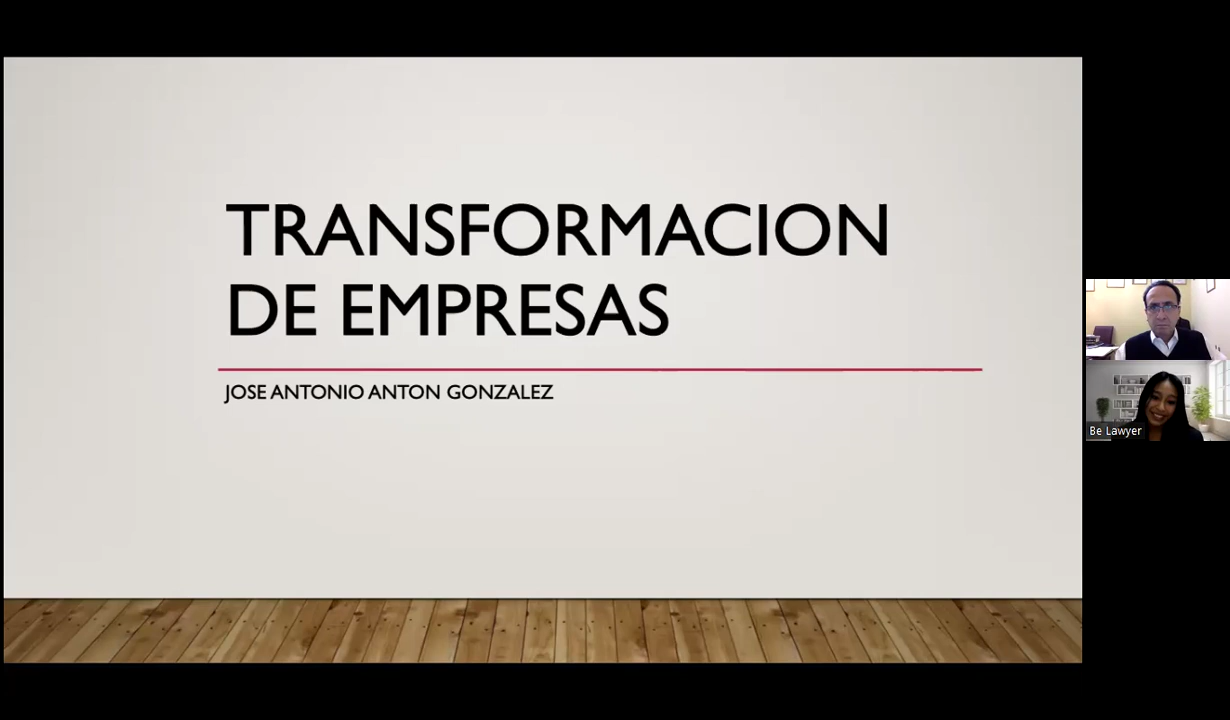 TRANSFORMACION
DE EMPRESAS
JOSE ANTONIO ANTON GONZALEZ
Be Lawyer